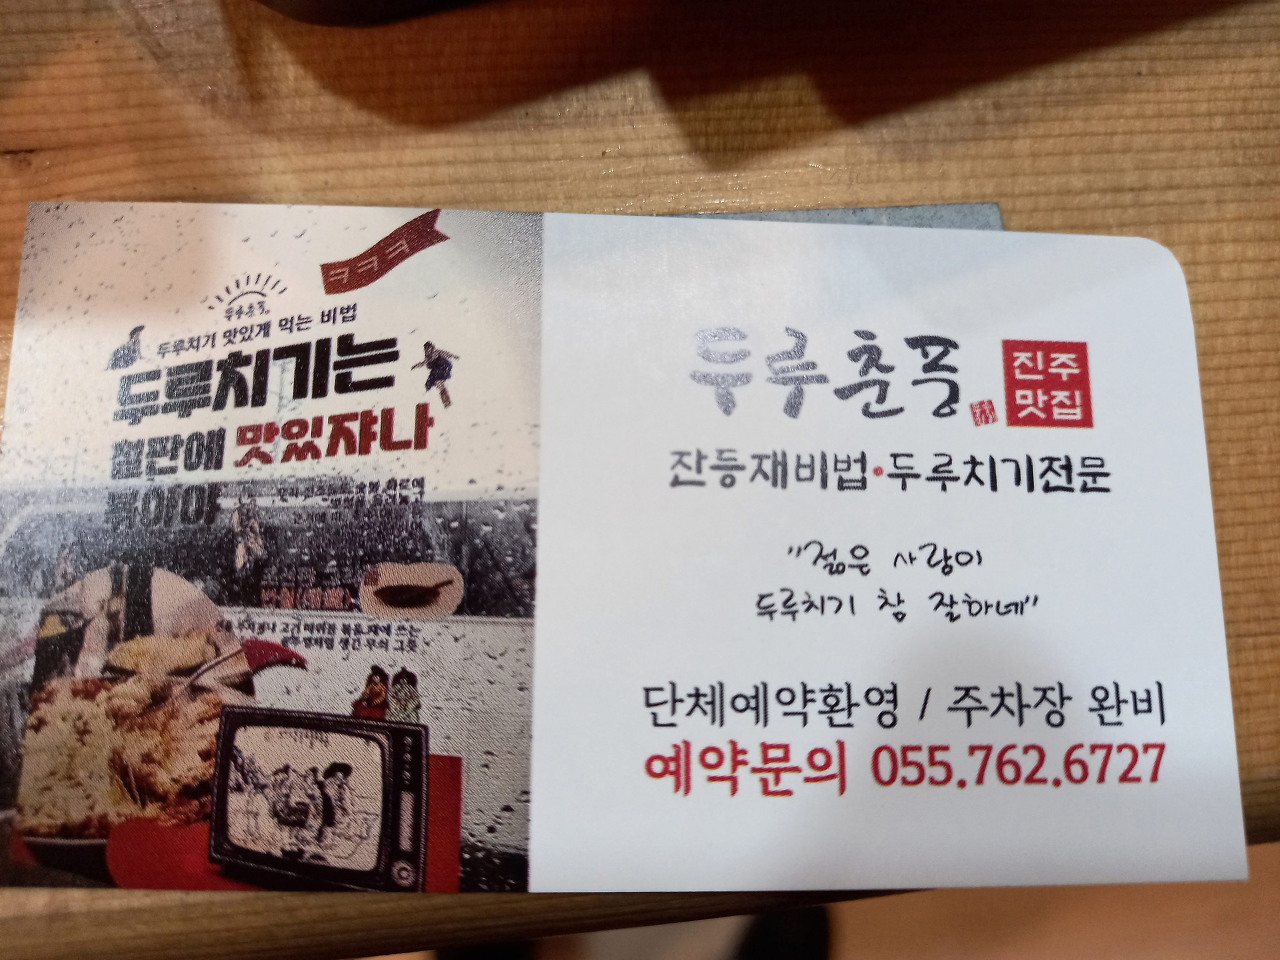 ㅋㅋㅋ
두루춘풍
두루치기 맛있게 먹는 비법
두루치기는
철판에 맛있쟈나
볶아야
두루춘풍
진주
맛집
잔등재비법·두루치기전문
"젊은 사람이
두루치기 참 잘하네"
단체예약환영 / 주차장 완비
예약문의 055.762.6727